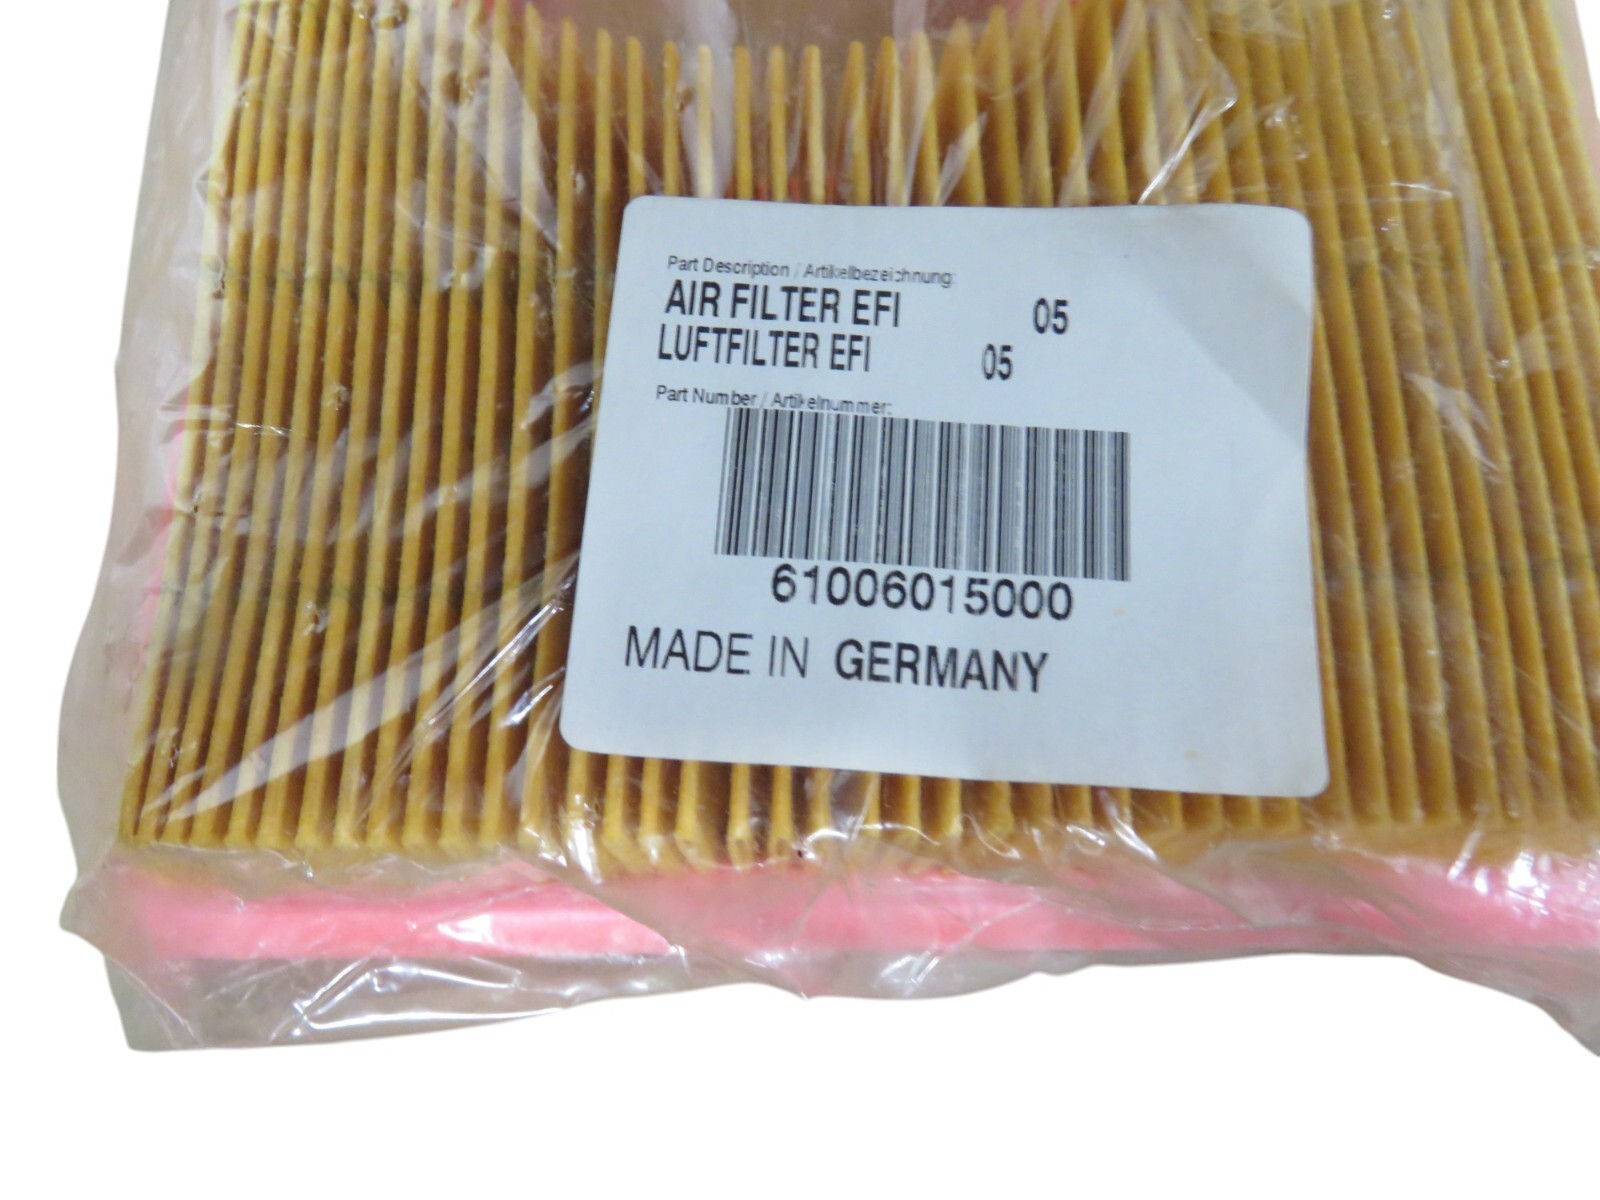 Part Description / Artikelbezeichnung:
AIR FILTER EFI 05
LUFTFILTER EFI 05
Part Number / Artikelnummer:
61006015000
MADE IN GERMANY